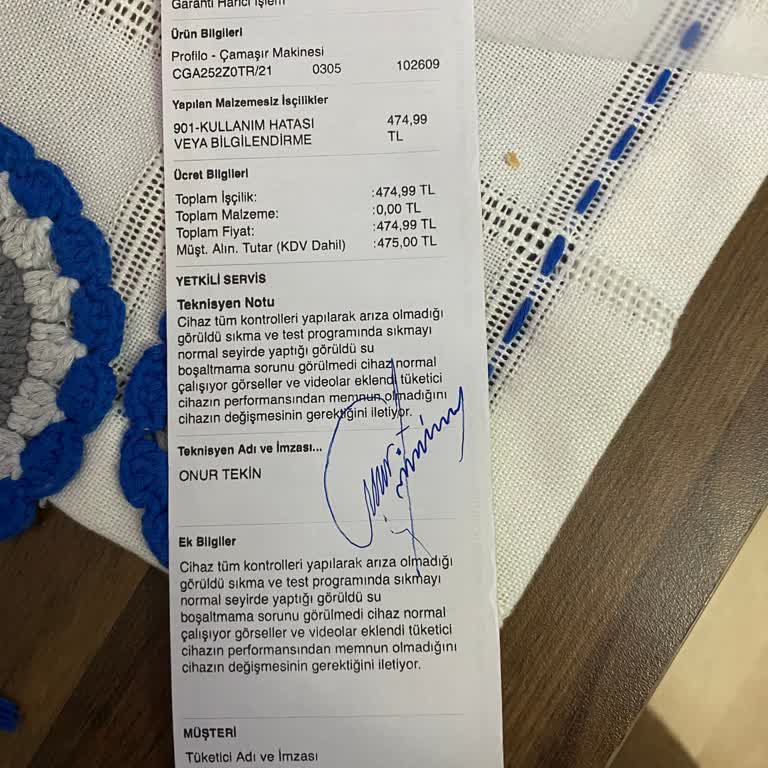 Garanti Harici İşlem
Ürün Bilgileri
Profilo - Çamaşır Makinesi
CGA252Z0TR/21 0305 102609
Yapılan Malzemesiz İşçilikler
901-KULLANIM HATASI 474,99
VEYA BİLGİLENDİRME TL
Ücret Bilgileri
Toplam İşçilik: :474,99 TL
Toplam Malzeme: :0,00 TL
Toplam Fiyat: :474,99 TL
Müşt. Alın. Tutar (KDV Dahil) :475,00 TL
YETKİLİ SERVİS
Teknisyen Notu
Cihaz tüm kontrolleri yapılarak arıza olmadığı
görüldü sıkma ve test programında sıkmayı
normal seyirde yaptığı görüldü su
boşaltmama sorunu görülmedi cihaz normal
çalışıyor görseller ve videolar eklendi tüketici
cihazın performansından memnun olmadığını
cihazın değişmesinin gerektiğini iletiyor.
Teknisyen Adı ve İmzası...
ONUR TEKİN
Ek Bilgiler
Cihaz tüm kontrolleri yapılarak arıza olmadığı
görüldü sıkma ve test programında sıkmayı
normal seyirde yaptığı görüldü su
boşaltmama sorunu görülmedi cihaz normal
çalışıyor görseller ve videolar eklendi tüketici
cihazın performansından memnun olmadığını
cihazın değişmesinin gerektiğini iletiyor.
MÜŞTERİ
Tüketici Adı ve İmzası